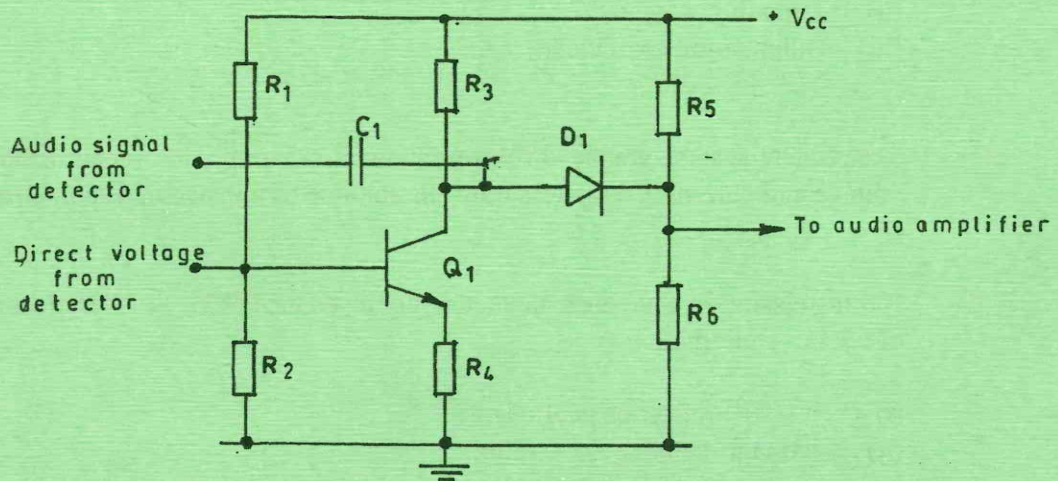 + Vcc
R1
R3
R5
C1
D1
Audio signal
from
detector
To audio amplifier
Direct voltage
from
detector
Q1
R6
R2
R4